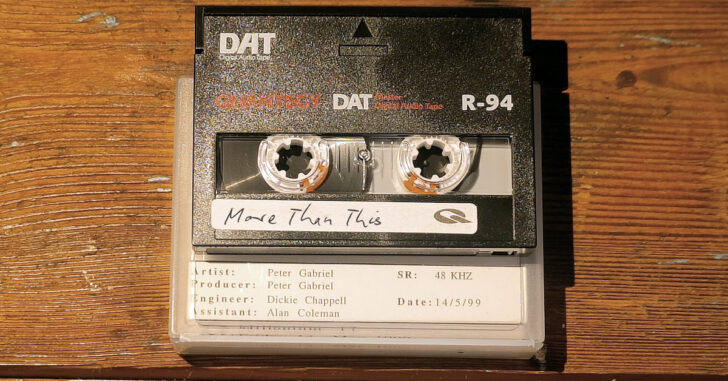 DAT
Digital Audio Tape
QUANTEGY DAT Master Digital Audio Tape R-94
More Than This
Artist: Peter Gabriel SR: 48 KHZ
Producer: Peter Gabriel
Engineer: Dickie Chappell Date: 14/5/99
Assistant: Alan Coleman